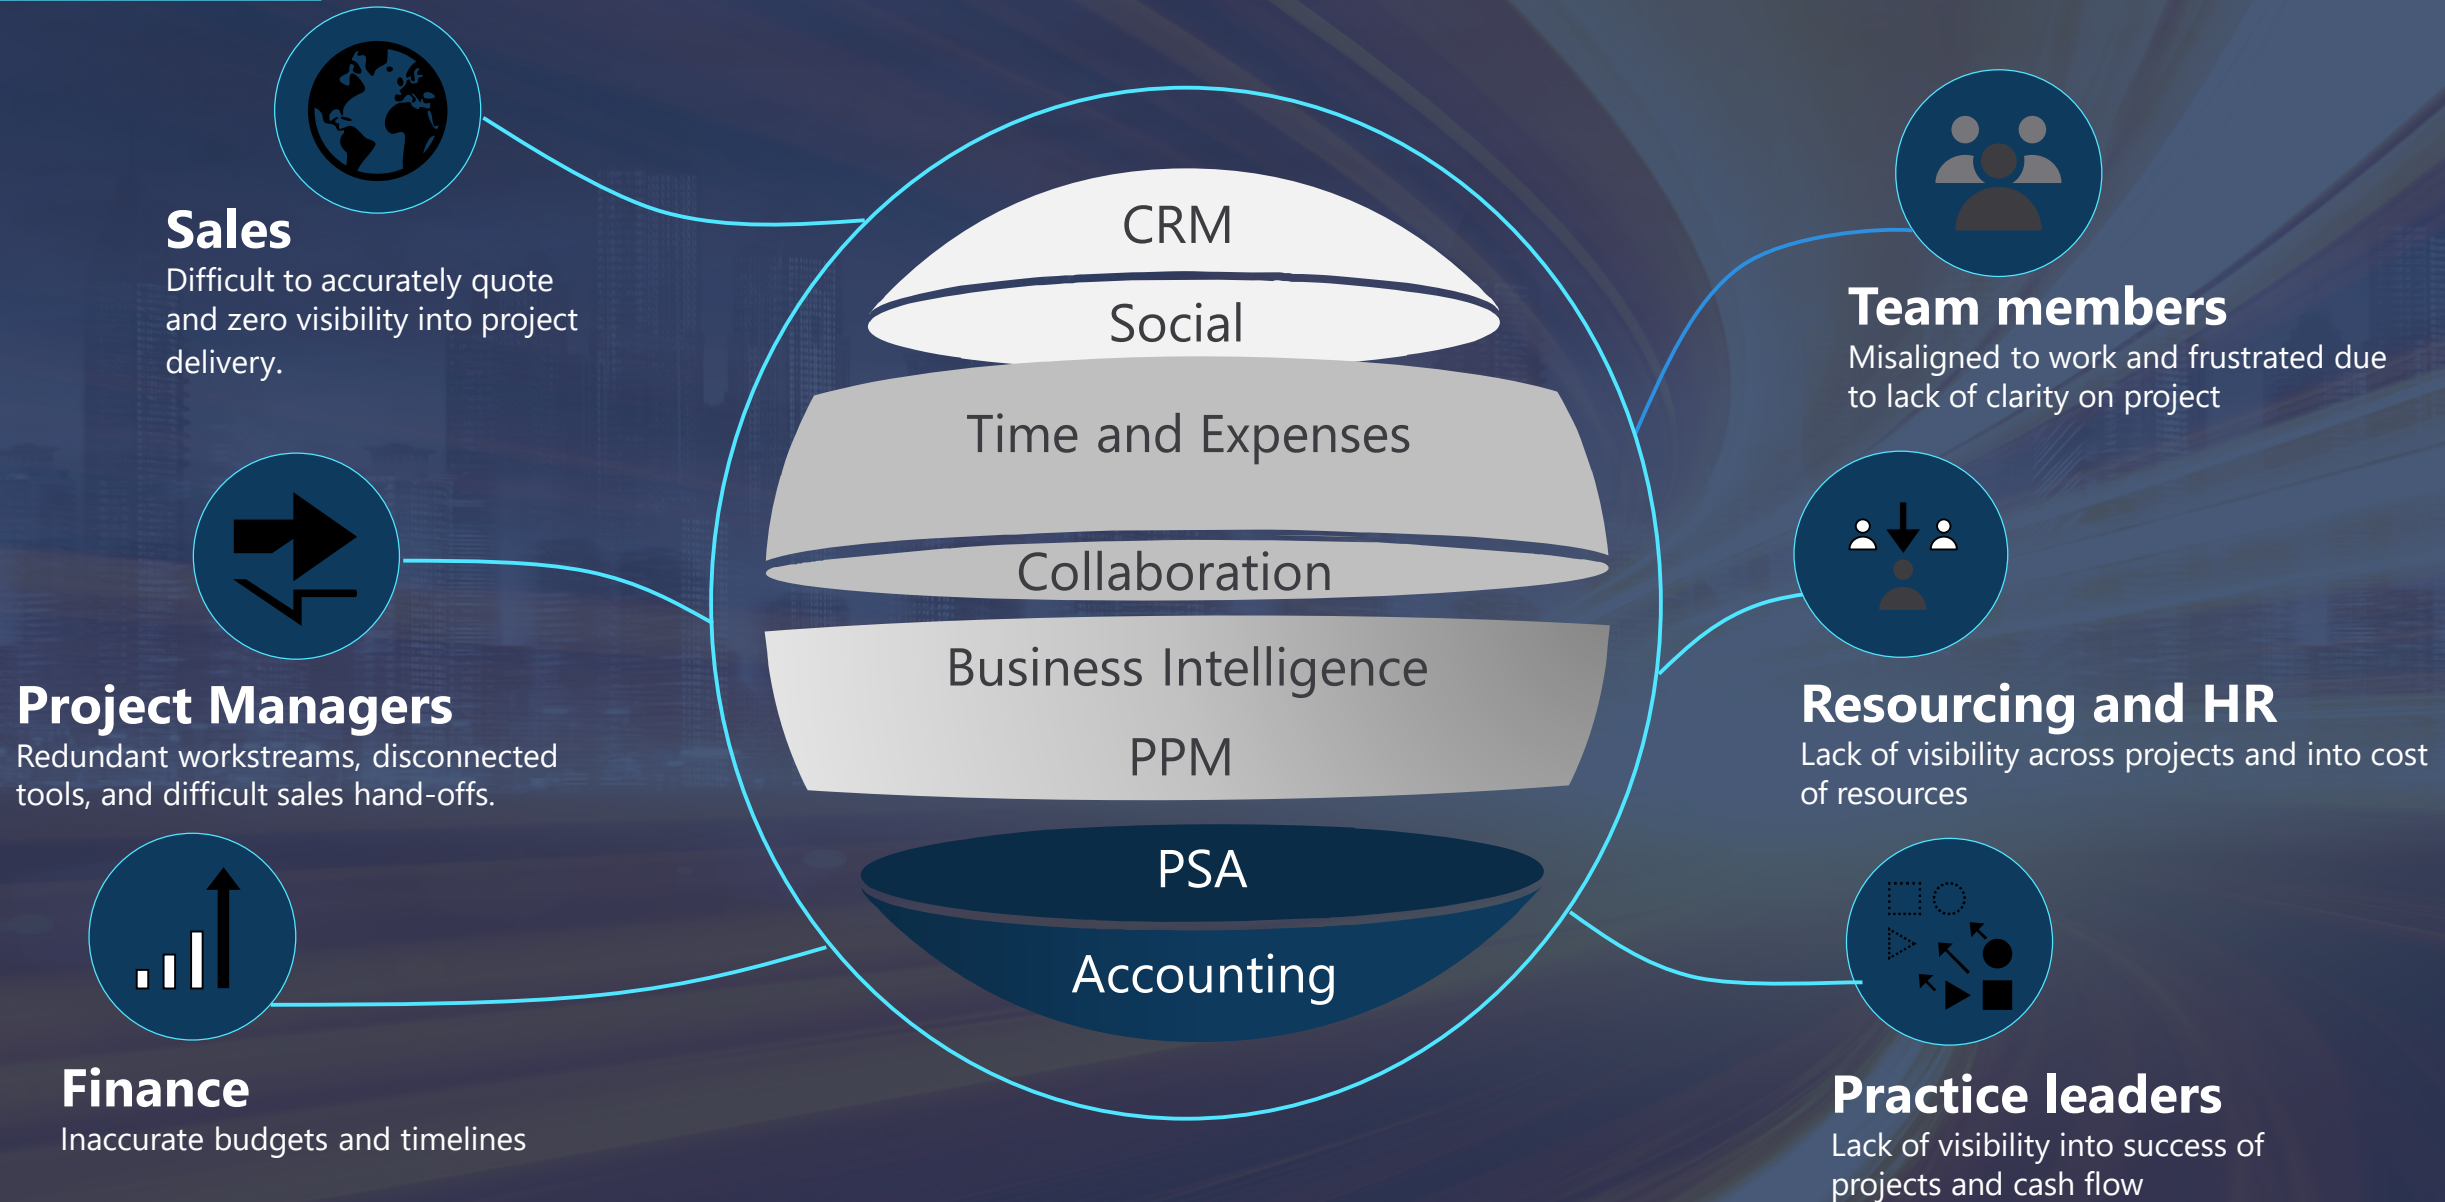 Sales
Difficult to accurately quote
and zero visibility into project
delivery.
Project Managers
Redundant workstreams, disconnected
tools, and difficult sales hand-offs.
Finance
Inaccurate budgets and timelines
CRM
Social
Time and Expenses
Collaboration
Business Intelligence
PPM
PSA
Accounting
Team members
Misaligned to work and frustrated due
to lack of clarity on project
Resourcing and HR
Lack of visibility across projects and into cost
of resources
Practice leaders
Lack of visibility into success of
projects and cash flow